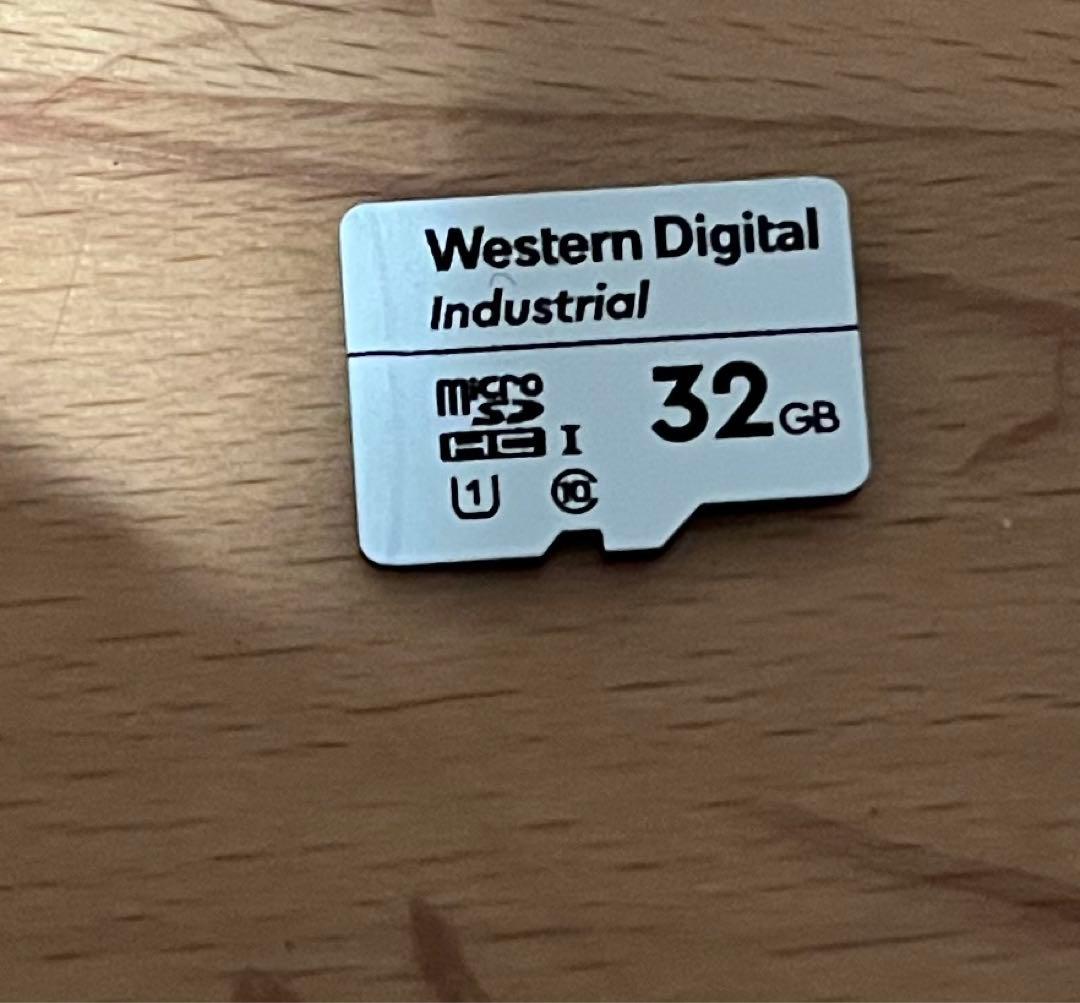 Western Digital
Industrial
micro
SD
HC I
32GB
1
10